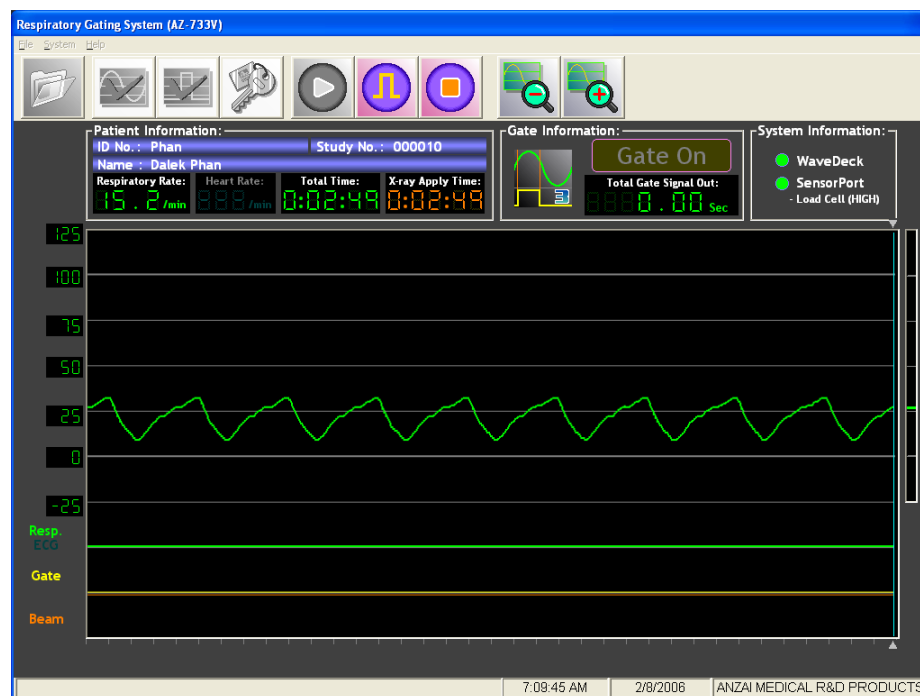 Respiratory Gating System (AZ-733V)
File System Help
Patient Information:
ID No.: Phan Study No.: 000010
Name : Dalek Phan
Respiratory Rate: Heart Rate: Total Time: X-ray Apply Time:
15.2 /min 888 /min 0:02:49 0:02:49
Gate Information:
Gate On
3
Total Gate Signal Out:
0.00 Sec
System Information:
WaveDeck
SensorPort
- Load Cell (HIGH)
125
100
75
50
25
0
-25
Resp.
ECG
Gate
Beam
7:09:45 AM 2/8/2006 ANZAI MEDICAL R&D PRODUCTS